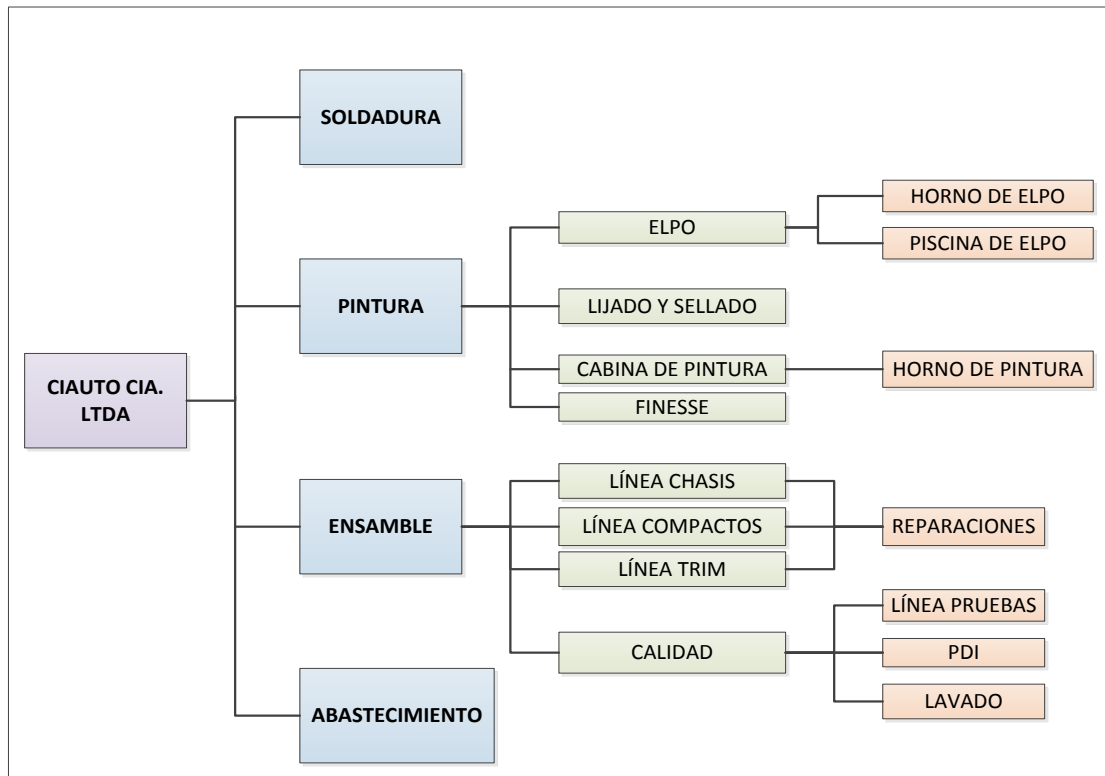 CIAUTO CIA.
LTDA
SOLDADURA
PINTURA
ELPO
HORNO DE ELPO
PISCINA DE ELPO
LIJADO Y SELLADO
CABINA DE PINTURA
HORNO DE PINTURA
FINESSE
ENSAMBLE
LÍNEA CHASIS
LÍNEA COMPACTOS
LÍNEA TRIM
REPARACIONES
CALIDAD
LÍNEA PRUEBAS
PDI
LAVADO
ABASTECIMIENTO